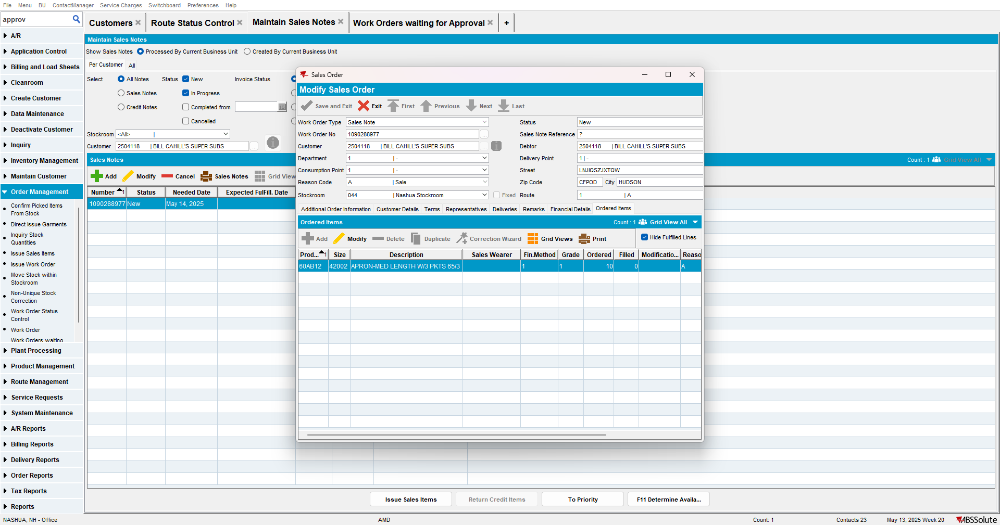 File Menu BU ContactManager Service Charges Switchboard Preferences Help
approv
Customers Route Status Control Maintain Sales Notes Work Orders waiting for Approval +
A/R
Application Control
Billing and Load Sheets
Cleanroom
Create Customer
Data Maintenance
Deactivate Customer
Inquiry
Inventory Management
Maintain Customer
Order Management
Confirm Picked Items
From Stock
Direct Issue Garments
Inquiry Stock
Quantities
Issue Sales Items
Issue Work Order
Move Stock within
Stockroom
Non-Unique Stock
Correction
Work Order Status
Control
Work Order
Work Orders waiting
Plant Processing
Product Management
Route Management
Service Requests
System Maintenance
A/R Reports
Billing Reports
Delivery Reports
Order Reports
Tax Reports
Reports
Maintain Sales Notes
Show Sales Notes Processed By Current Business Unit Created By Current Business Unit
Per Customer All
Select All Notes Status New Invoice Status
Sales Notes In Progress
Credit Notes Completed from
Cancelled
Stockroom <All> |
Customer 2504118 | BILL CAHILL'S SUPER SUBS ...
Sales Notes Count : 1 Grid View All
Add Modify Cancel Sales Notes Grid View
Number 1 Status Needed Date Expected FulFill. Date
1090288977 New May 14, 2025
Sales Order
Modify Sales Order
Save and Exit Exit First Previous Next Last
Work Order Type Sales Note Status New
Work Order No 1090288977 ... Sales Note Reference ?
Customer 2504118 | BILL CAHILL'S SUPER SUBS ... Debtor 2504118 | BILL CAHILL'S SUPER SUBS
Department 1 | - Delivery Point 1 | -
Consumption Point 1 | - Street LNJIQSZJXTQW
Reason Code A | Sale Zip Code CFPOD City HUDSON
Stockroom 044 | Nashua Stockroom Fixed Route 1 | A
Additional Order Information Customer Details Terms Representatives Deliveries Remarks Financial Details Ordered Items
Ordered Items Count : 1 Grid View All
Add Modify Delete Duplicate Correction Wizard Grid Views Print Hide Fulfilled Lines
Prod... 1 Size Description Sales Wearer Fin.Method Grade Ordered Filled Modificatio... Reaso
60AB12 42002 APRON-MED LENGTH W/3 PKTS 65/3 1 1 10 0 A
Issue Sales Items Return Credit Items To Priority F11 Determine Availa...
NASHUA, NH - Office AMD Count: 1 Contacts 23 May 13, 2025 Week 20 ABSSolute